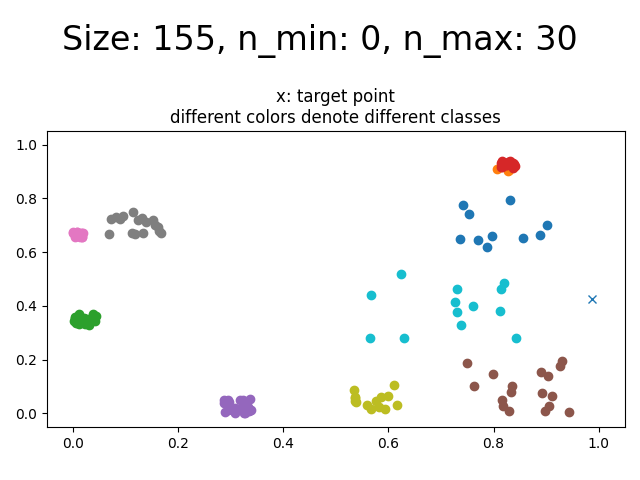 Size: 155, n_min: 0, n_max: 30
x: target point
different colors denote different classes
1.0
0.8
0.6
0.4
0.2
0.0
0.0 0.2 0.4 0.6 0.8 1.0